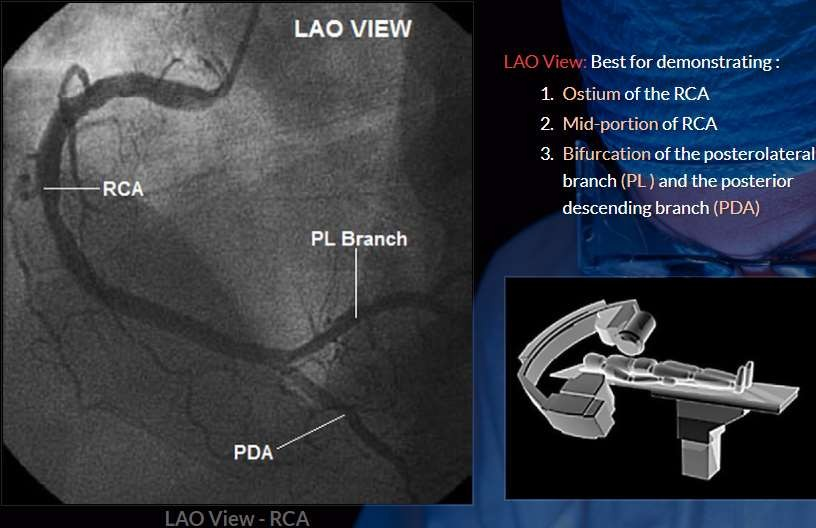 LAO VIEW
RCA
PL Branch
PDA
LAO View - RCA
LAO View: Best for demonstrating :
1. Ostium of the RCA
2. Mid-portion of RCA
3. Bifurcation of the posterolateral
branch (PL ) and the posterior
descending branch (PDA)